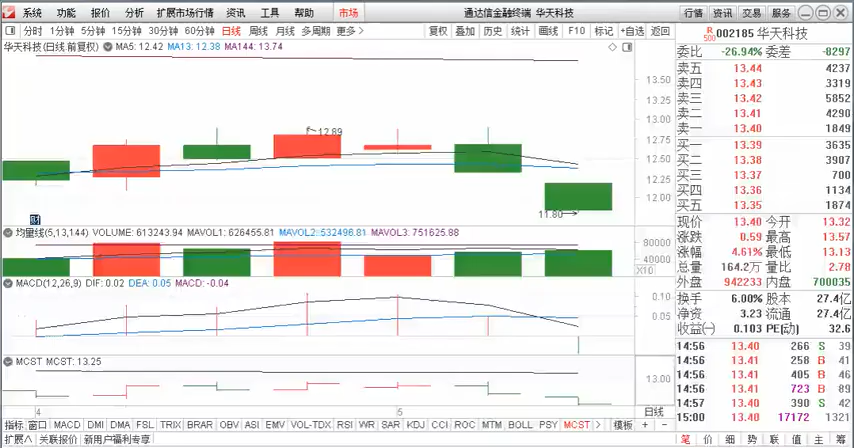 系统 功能 报价 分析 扩展市场行情 资讯 工具 帮助 市场 通达信金融终端 华天科技 行情 资讯 交易 服务
分时 1分钟 5分钟 15分钟 30分钟 60分钟 日线 周线 月线 多周期 更多 > 复权 叠加 历史 统计 画线 F10 标记 +自选 返回
华天科技(日线.前复权) MA5: 12.42 MA13: 12.38 MA144: 13.74
13.50
13.25
13.00
12.75
12.50
12.25
12.00
12.89
11.80
均量线(5,13,144) VOLUME: 613243.94 MAVOL1: 626455.81 MAVOL2: 532496.81 MAVOL3: 751625.88
80000
40000
X10
MACD(12,26,9) DIF: 0.02 DEA: 0.05 MACD: -0.04
0.10
0.05
MCST MCST: 13.25
13.00
4 5 日线
指标 窗口 MACD DMI DMA FSL TRIX BRAR OBV ASI EMV VOL-TDX RSI WR SAR KDJ CCI ROC MTM BOLL PSY MCST > 模板 + -
扩展∧ 关联报价 新用户福利专享
R
500 002185 华天科技
委比 -26.94% 委差 -8297
卖五 13.44 4237
卖四 13.43 3319
卖三 13.42 5852
卖二 13.41 4290
卖一 13.40 1849
买一 13.39 3635
买二 13.38 3907
买三 13.37 700
买四 13.36 1134
买五 13.35 1874
现价 13.40 今开 13.32
涨跌 0.59 最高 13.57
涨幅 4.61% 最低 13.13
总量 164.2万 量比 2.78
外盘 942233 内盘 700035
换手 6.00% 股本 27.4亿
净资 3.23 流通 27.4亿
收益㈠ 0.103 PE(动) 32.6
14:56 13.40 266 S 39
14:56 13.41 258 B 41
14:56 13.41 405 B 46
14:56 13.41 723 B 89
14:57 13.40 390 S 42
15:00 13.40 17172 1321
笔 价 细 势 联 值 主 筹